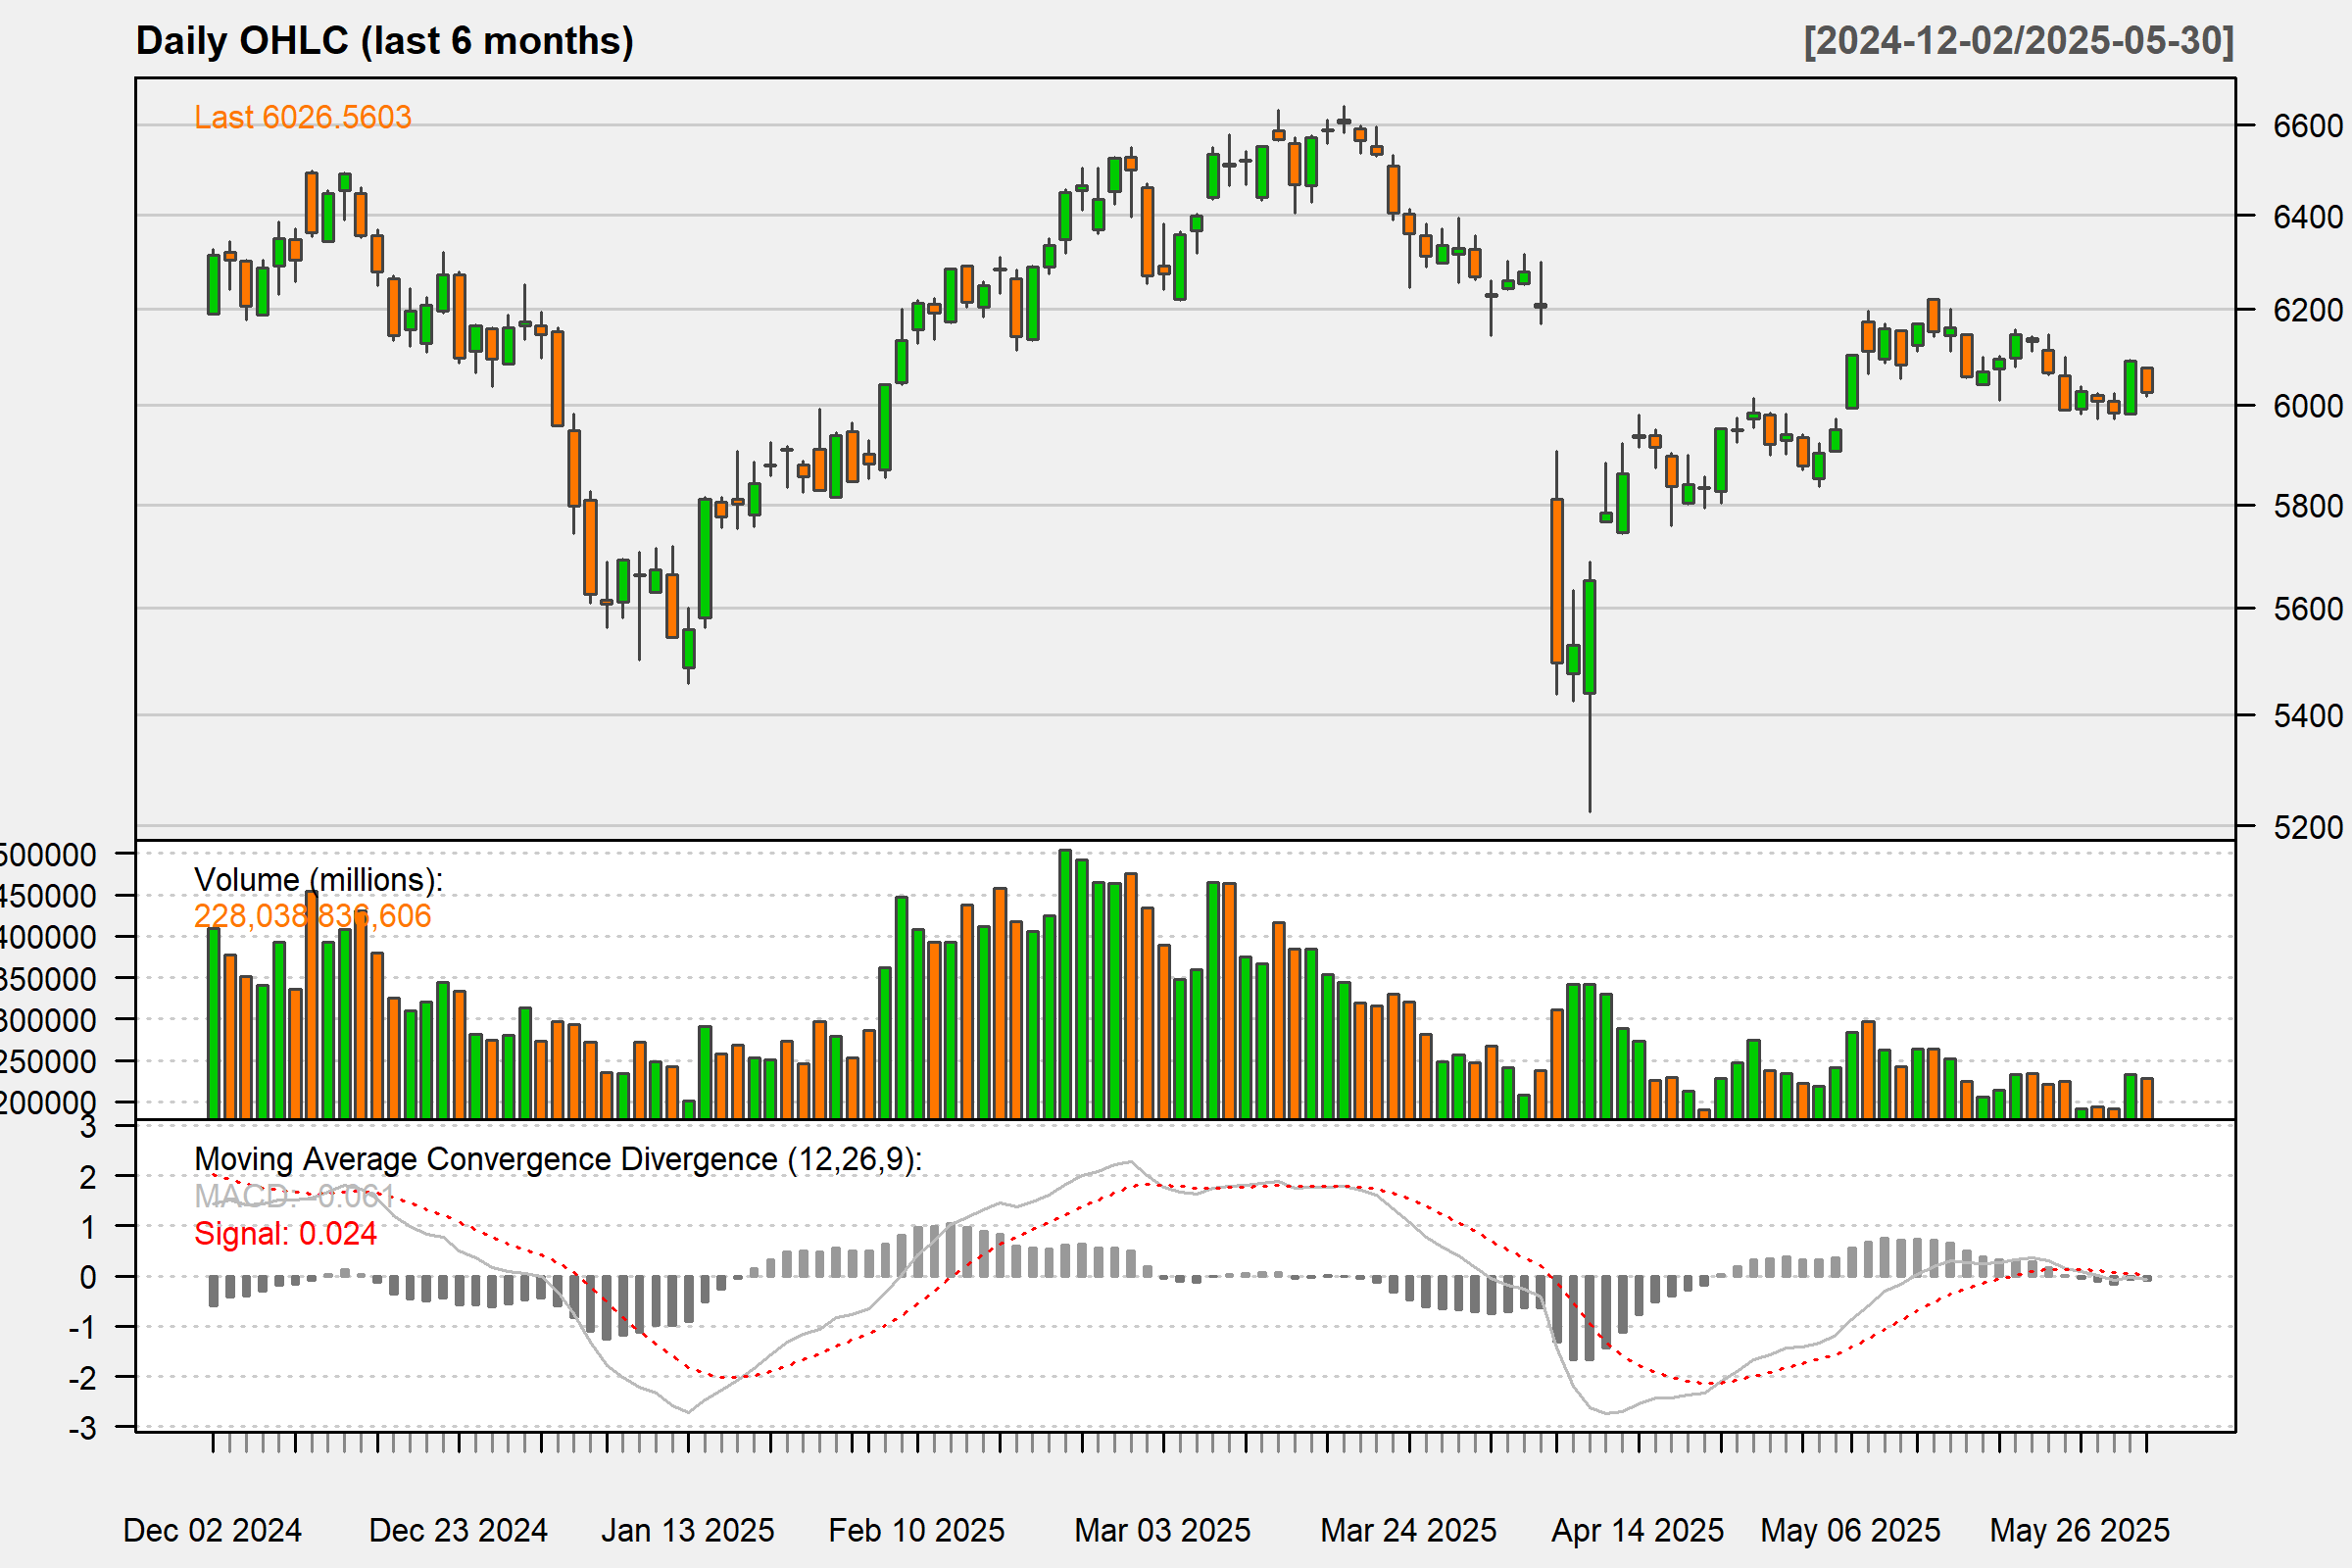 Daily OHLC (last 6 months)
[2024-12-02/2025-05-30]
Last 6026.5603
6600
6400
6200
6000
5800
5600
5400
5200
Volume (millions):
228,038,836,606
500000
450000
400000
350000
300000
250000
200000
Moving Average Convergence Divergence (12,26,9):
MACD: -0.061
Signal: 0.024
3
2
1
0
-1
-2
-3
Dec 02 2024
Dec 23 2024
Jan 13 2025
Feb 10 2025
Mar 03 2025
Mar 24 2025
Apr 14 2025
May 06 2025
May 26 2025